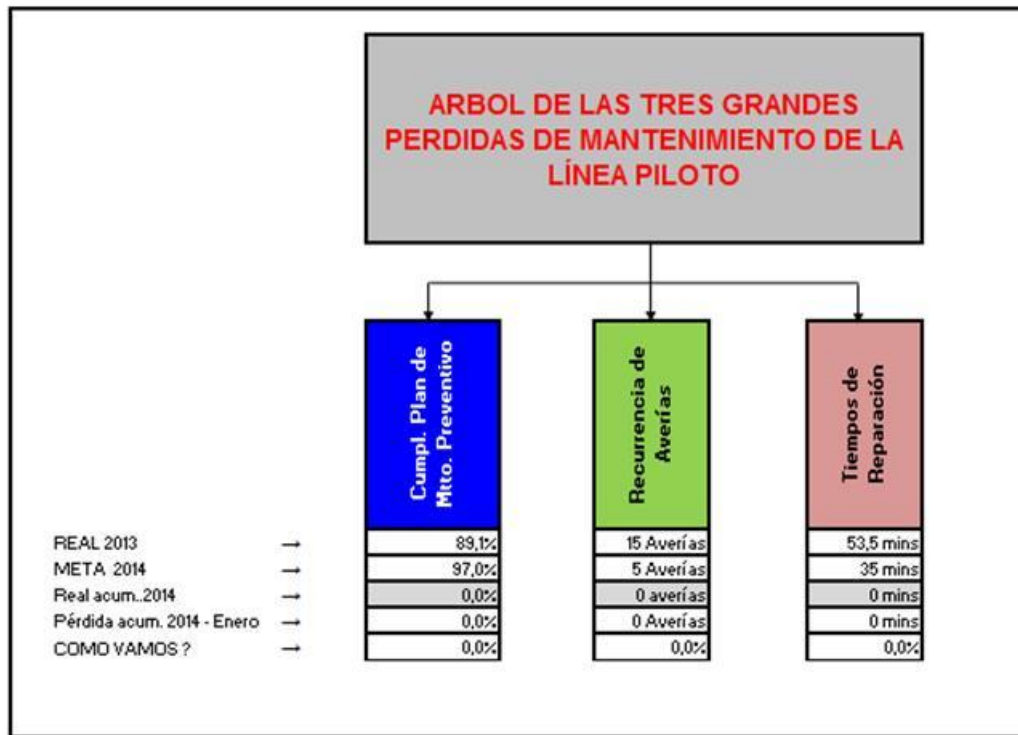 ARBOL DE LAS TRES GRANDES
PERDIDAS DE MANTENIMIENTO DE LA
LÍNEA PILOTO
Cumpl. Plan de
Mtto. Preventivo
Recurrencia de
Averías
Tiempos de
Reparación
REAL 2013 → 89,1% 15 Averías 53,5 mins
META 2014 → 97,0% 5 Averías 35 mins
Real acum..2014 → 0,0% 0 averías 0 mins
Pérdida acum. 2014 - Enero → 0,0% 0 Averías 0 mins
COMO VAMOS ? → 0,0% 0,0% 0,0%